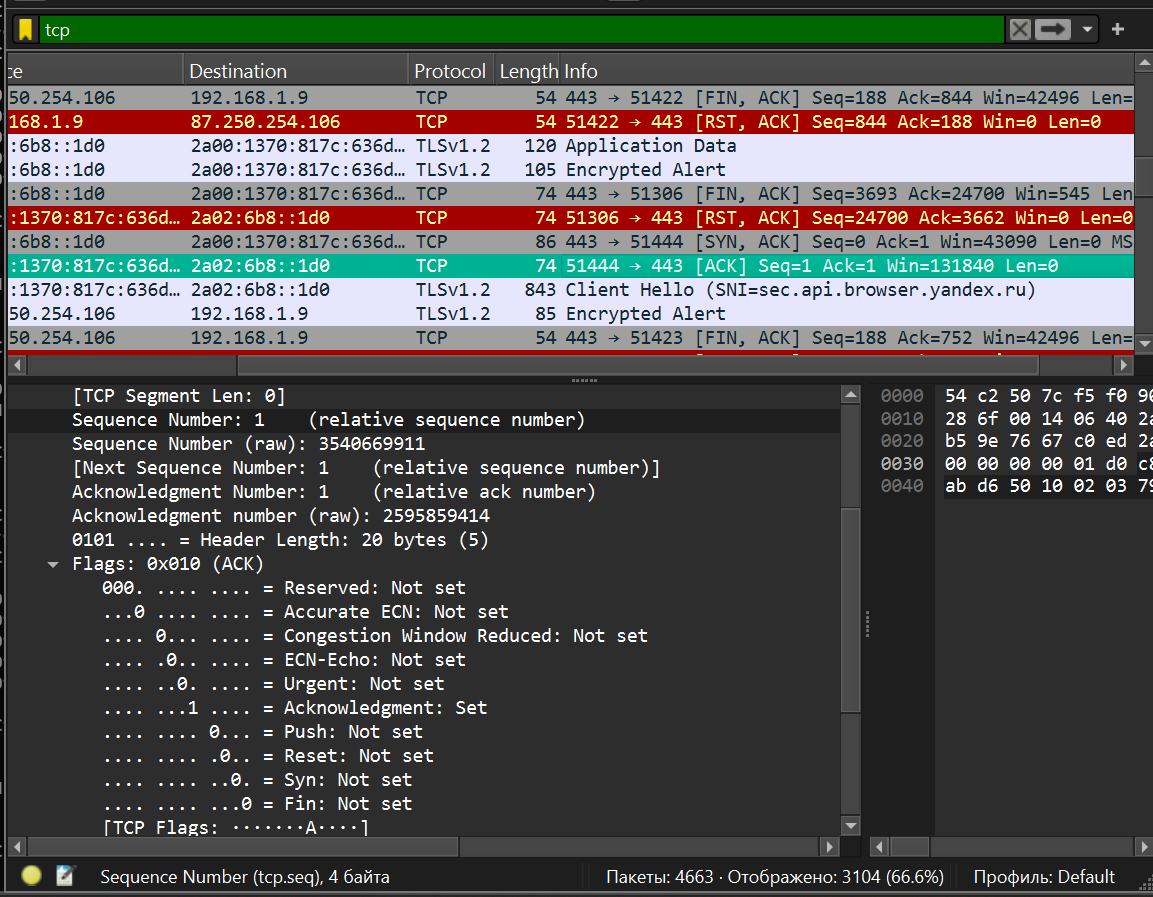 tcp
ce Destination Protocol Length Info
50.254.106 192.168.1.9 TCP 54 443 → 51422 [FIN, ACK] Seq=188 Ack=844 Win=42496 Len=
168.1.9 87.250.254.106 TCP 54 51422 → 443 [RST, ACK] Seq=844 Ack=188 Win=0 Len=0
:6b8::1d0 2a00:1370:817c:636d… TLSv1.2 120 Application Data
:6b8::1d0 2a00:1370:817c:636d… TLSv1.2 105 Encrypted Alert
:6b8::1d0 2a00:1370:817c:636d… TCP 74 443 → 51306 [FIN, ACK] Seq=3693 Ack=24700 Win=545 Len
:1370:817c:636d… 2a02:6b8::1d0 TCP 74 51306 → 443 [RST, ACK] Seq=24700 Ack=3662 Win=0 Len=0
:6b8::1d0 2a00:1370:817c:636d… TCP 86 443 → 51444 [SYN, ACK] Seq=0 Ack=1 Win=43090 Len=0 MS
:1370:817c:636d… 2a02:6b8::1d0 TCP 74 51444 → 443 [ACK] Seq=1 Ack=1 Win=131840 Len=0
:1370:817c:636d… 2a02:6b8::1d0 TLSv1.2 843 Client Hello (SNI=sec.api.browser.yandex.ru)
50.254.106 192.168.1.9 TLSv1.2 85 Encrypted Alert
50.254.106 192.168.1.9 TCP 54 443 → 51423 [FIN, ACK] Seq=188 Ack=752 Win=42496 Len=
[TCP Segment Len: 0]
Sequence Number: 1 (relative sequence number)
Sequence Number (raw): 3540669911
[Next Sequence Number: 1 (relative sequence number)]
Acknowledgment Number: 1 (relative ack number)
Acknowledgment number (raw): 2595859414
0101 .... = Header Length: 20 bytes (5)
Flags: 0x010 (ACK)
000. .... .... = Reserved: Not set
...0 .... .... = Accurate ECN: Not set
.... 0... .... = Congestion Window Reduced: Not set
.... .0.. .... = ECN-Echo: Not set
.... ..0. .... = Urgent: Not set
.... ...1 .... = Acknowledgment: Set
.... .... 0... = Push: Not set
.... .... .0.. = Reset: Not set
.... .... ..0. = Syn: Not set
.... .... ...0 = Fin: Not set
[TCP Flags: ·······A····]
0000 54 c2 50 7c f5 f0 90
0010 28 6f 00 14 06 40 2a
0020 b5 9e 76 67 c0 ed 2a
0030 00 00 00 00 01 d0 c8
0040 ab d6 50 10 02 03 79
Sequence Number (tcp.seq), 4 байта Пакеты: 4663 · Отображено: 3104 (66.6%) Профиль: Default